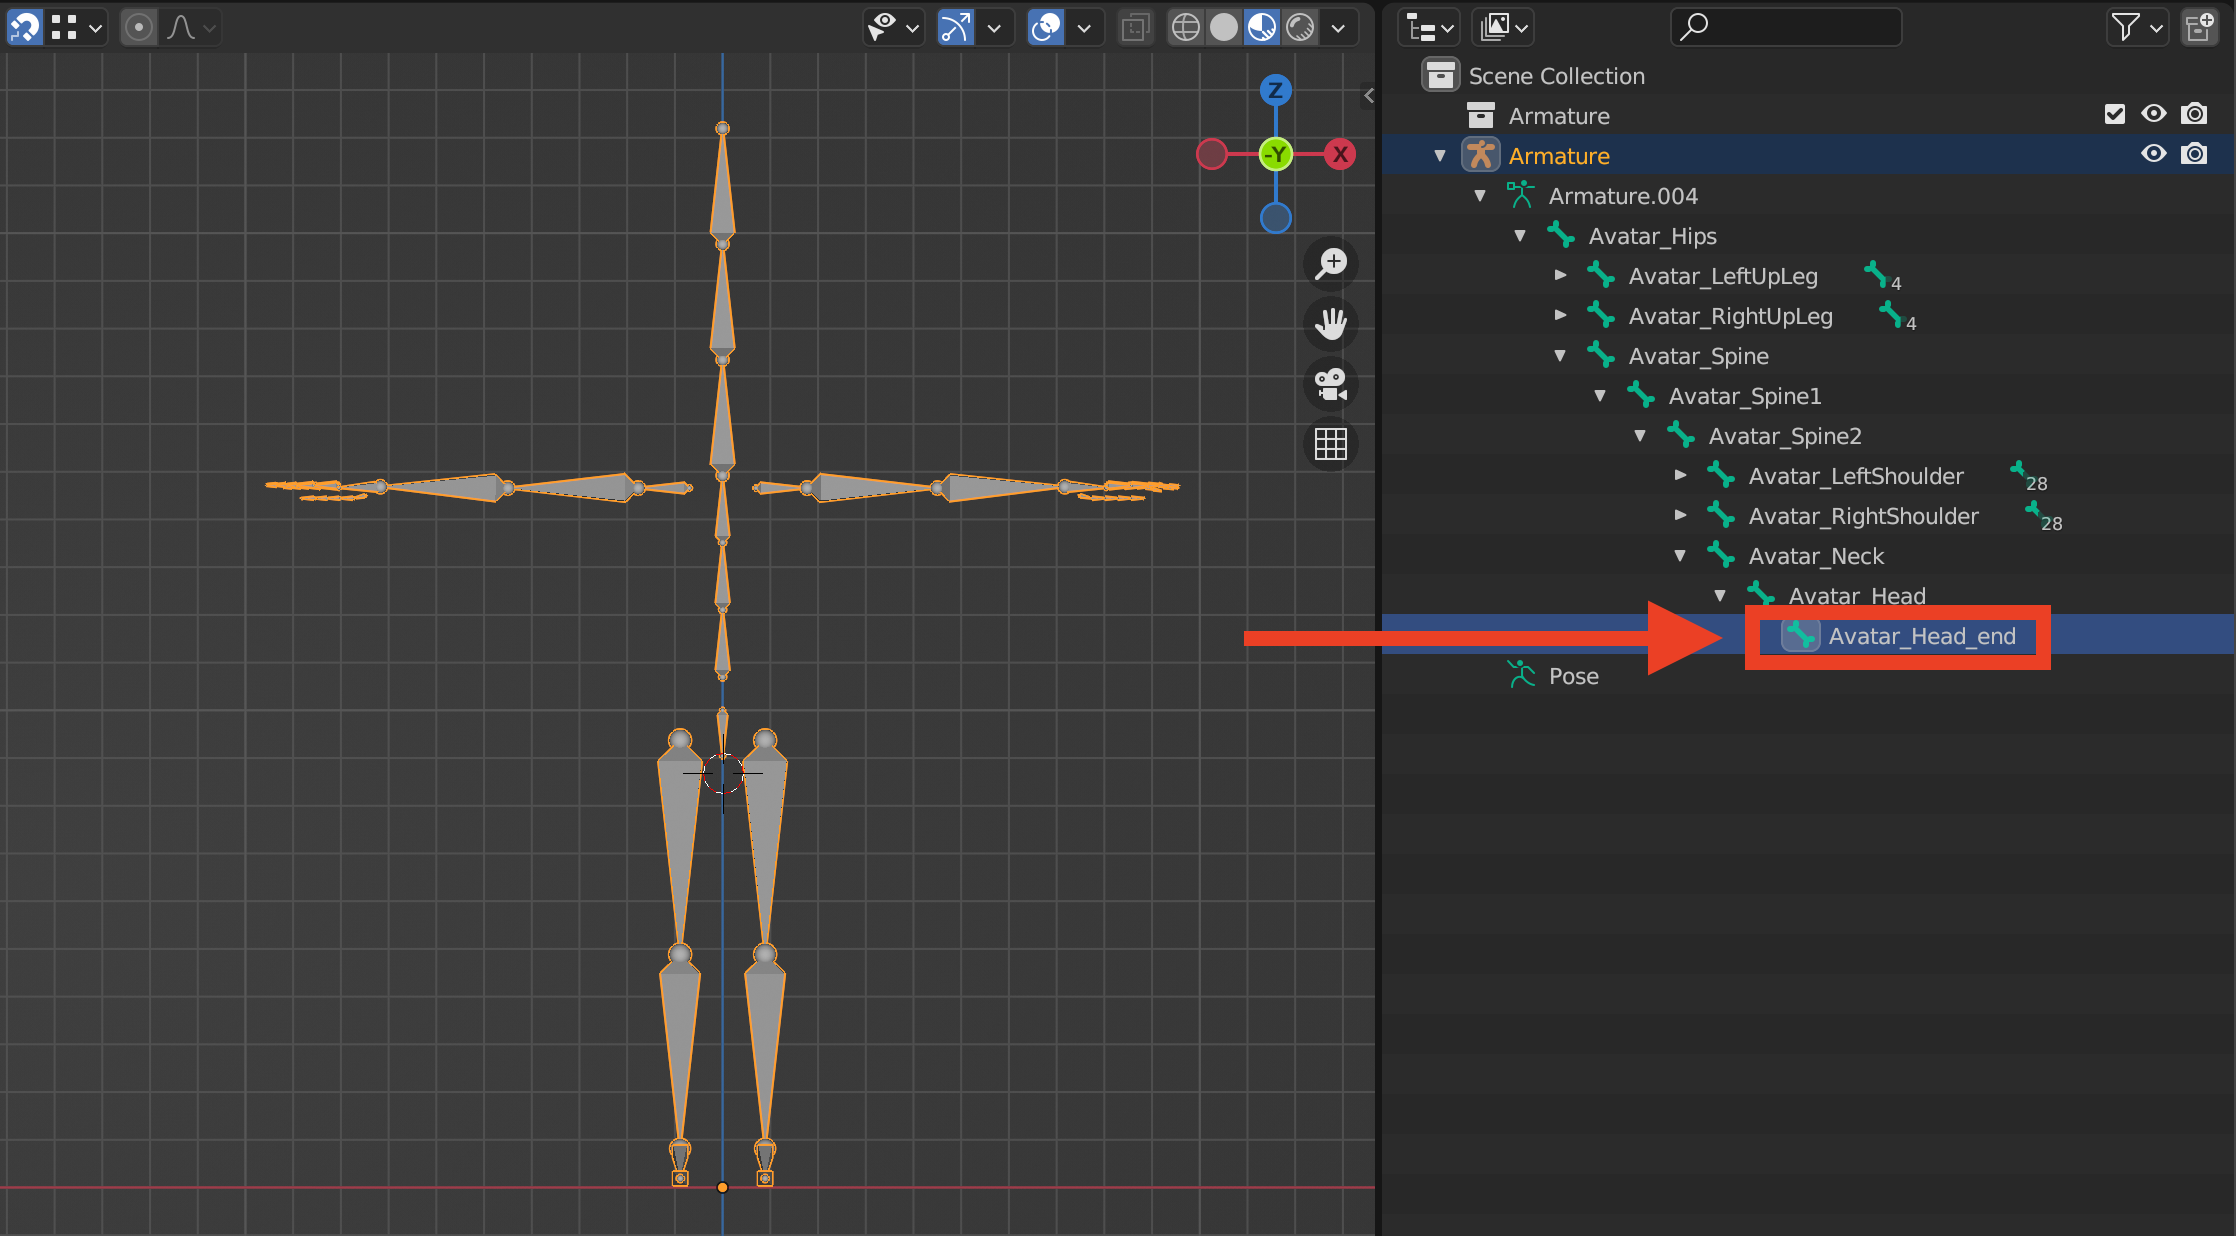 Z
-Y
X
Scene Collection
Armature
Armature
Armature.004
Avatar_Hips
Avatar_LeftUpLeg 4
Avatar_RightUpLeg 4
Avatar_Spine
Avatar_Spine1
Avatar_Spine2
Avatar_LeftShoulder 28
Avatar_RightShoulder 28
Avatar_Neck
Avatar_Head
Avatar_Head_end
Pose